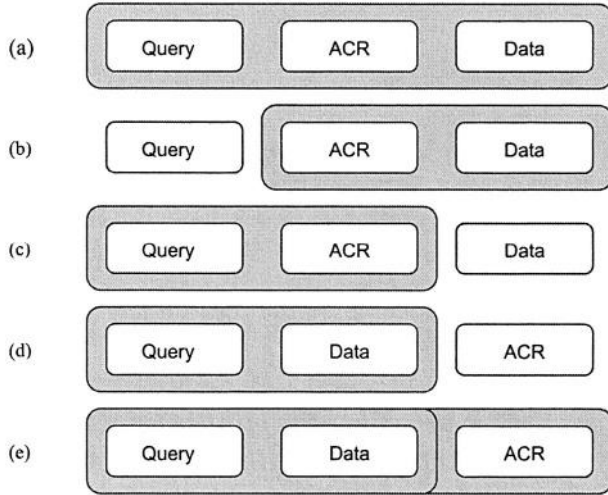 (a) Query ACR Data
(b) Query ACR Data
(c) Query ACR Data
(d) Query Data ACR
(e) Query Data ACR